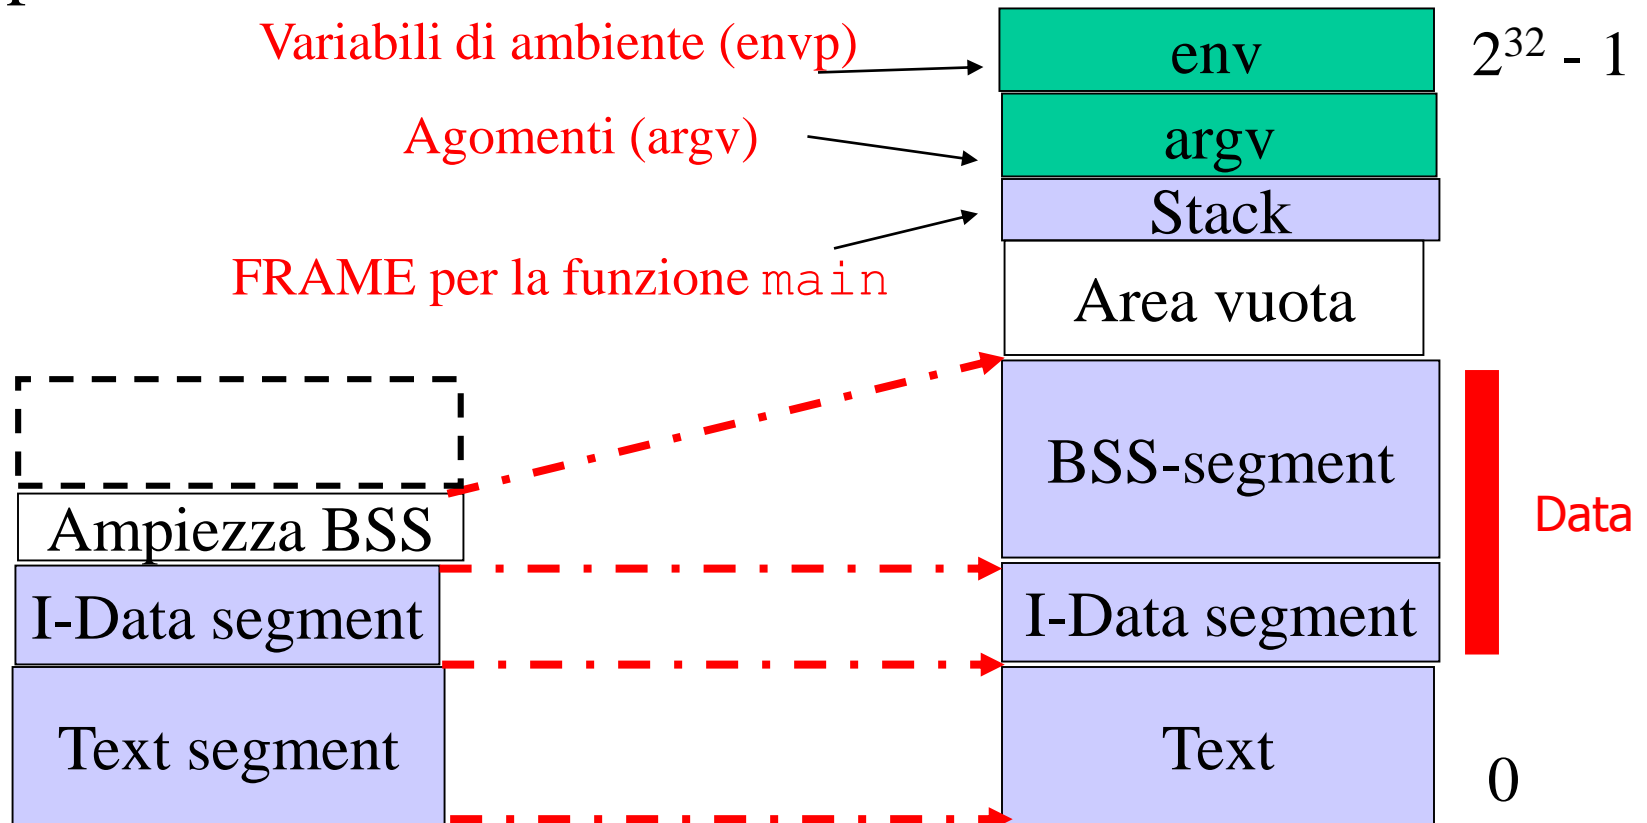 Variabili di ambiente (envp)
env
2³² - 1
Agomenti (argv)
argv
Stack
FRAME per la funzione main
Area vuota
BSS-segment
Data
Ampiezza BSS
I-Data segment
I-Data segment
Text segment
Text
0